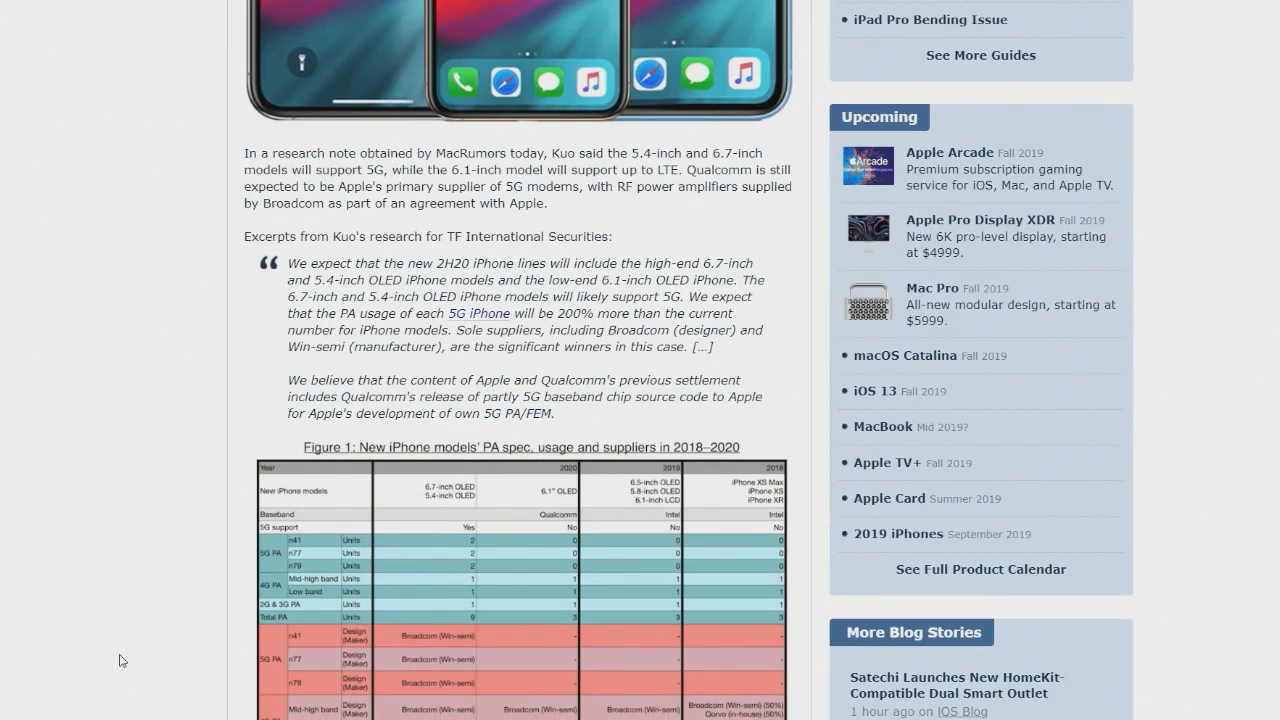 In a research note obtained by MacRumors today, Kuo said the 5.4-inch and 6.7-inch
models will support 5G, while the 6.1-inch model will support up to LTE. Qualcomm is still
expected to be Apple's primary supplier of 5G modems, with RF power amplifiers supplied
by Broadcom as part of an agreement with Apple.
Excerpts from Kuo's research for TF International Securities:
“ We expect that the new 2H20 iPhone lines will include the high-end 6.7-inch
and 5.4-inch OLED iPhone models and the low-end 6.1-inch OLED iPhone. The
6.7-inch and 5.4-inch OLED iPhone models will likely support 5G. We expect
that the PA usage of each 5G iPhone will be 200% more than the current
number for iPhone models. Sole suppliers, including Broadcom (designer) and
Win-semi (manufacturer), are the significant winners in this case. [...]
We believe that the content of Apple and Qualcomm's previous settlement
includes Qualcomm's release of partly 5G baseband chip source code to Apple
for Apple's development of own 5G PA/FEM.
Figure 1: New iPhone models' PA spec, usage and suppliers in 2018–2020
Year 2020 2019 2018
New iPhone models 6.7-inch OLED 5.4-inch OLED 6.1" OLED 6.5-inch OLED 5.8-inch OLED 6.1-inch LCD iPhone XS Max iPhone XS iPhone XR
Baseband Qualcomm Intel Intel
5G support Yes No No No
5G PA n41 Units 2 0 0 0
n77 Units 2 0 0 0
n79 Units 2 0 0 0
4G PA Mid-high band Units 1 1 1 1
Low band Units 1 1 1 1
2G & 3G PA Units 1 1 1 1
Total PA Units 9 3 3 3
5G PA n41 Design (Maker) Broadcom (Win-semi) - - -
n77 Design (Maker) Broadcom (Win-semi) - - -
n79 Design (Maker) Broadcom (Win-semi) - - -
Mid-high band Design (Maker) Broadcom (Win-semi) Broadcom (Win-semi) Broadcom (Win-semi) Broadcom (Win-semi) (50%) Qorvo (in-house) (50%)
• iPad Pro Bending Issue
See More Guides
Upcoming
Apple Arcade Fall 2019
Premium subscription gaming
service for iOS, Mac, and Apple TV.
Apple Pro Display XDR Fall 2019
New 6K pro-level display, starting
at $4999.
Mac Pro Fall 2019
All-new modular design, starting at
$5999.
• macOS Catalina Fall 2019
• iOS 13 Fall 2019
• MacBook Mid 2019?
• Apple TV+ Fall 2019
• Apple Card Summer 2019
• 2019 iPhones September 2019
See Full Product Calendar
More Blog Stories
Satechi Launches New HomeKit-
Compatible Dual Smart Outlet
1 hour ago on iOS Blog